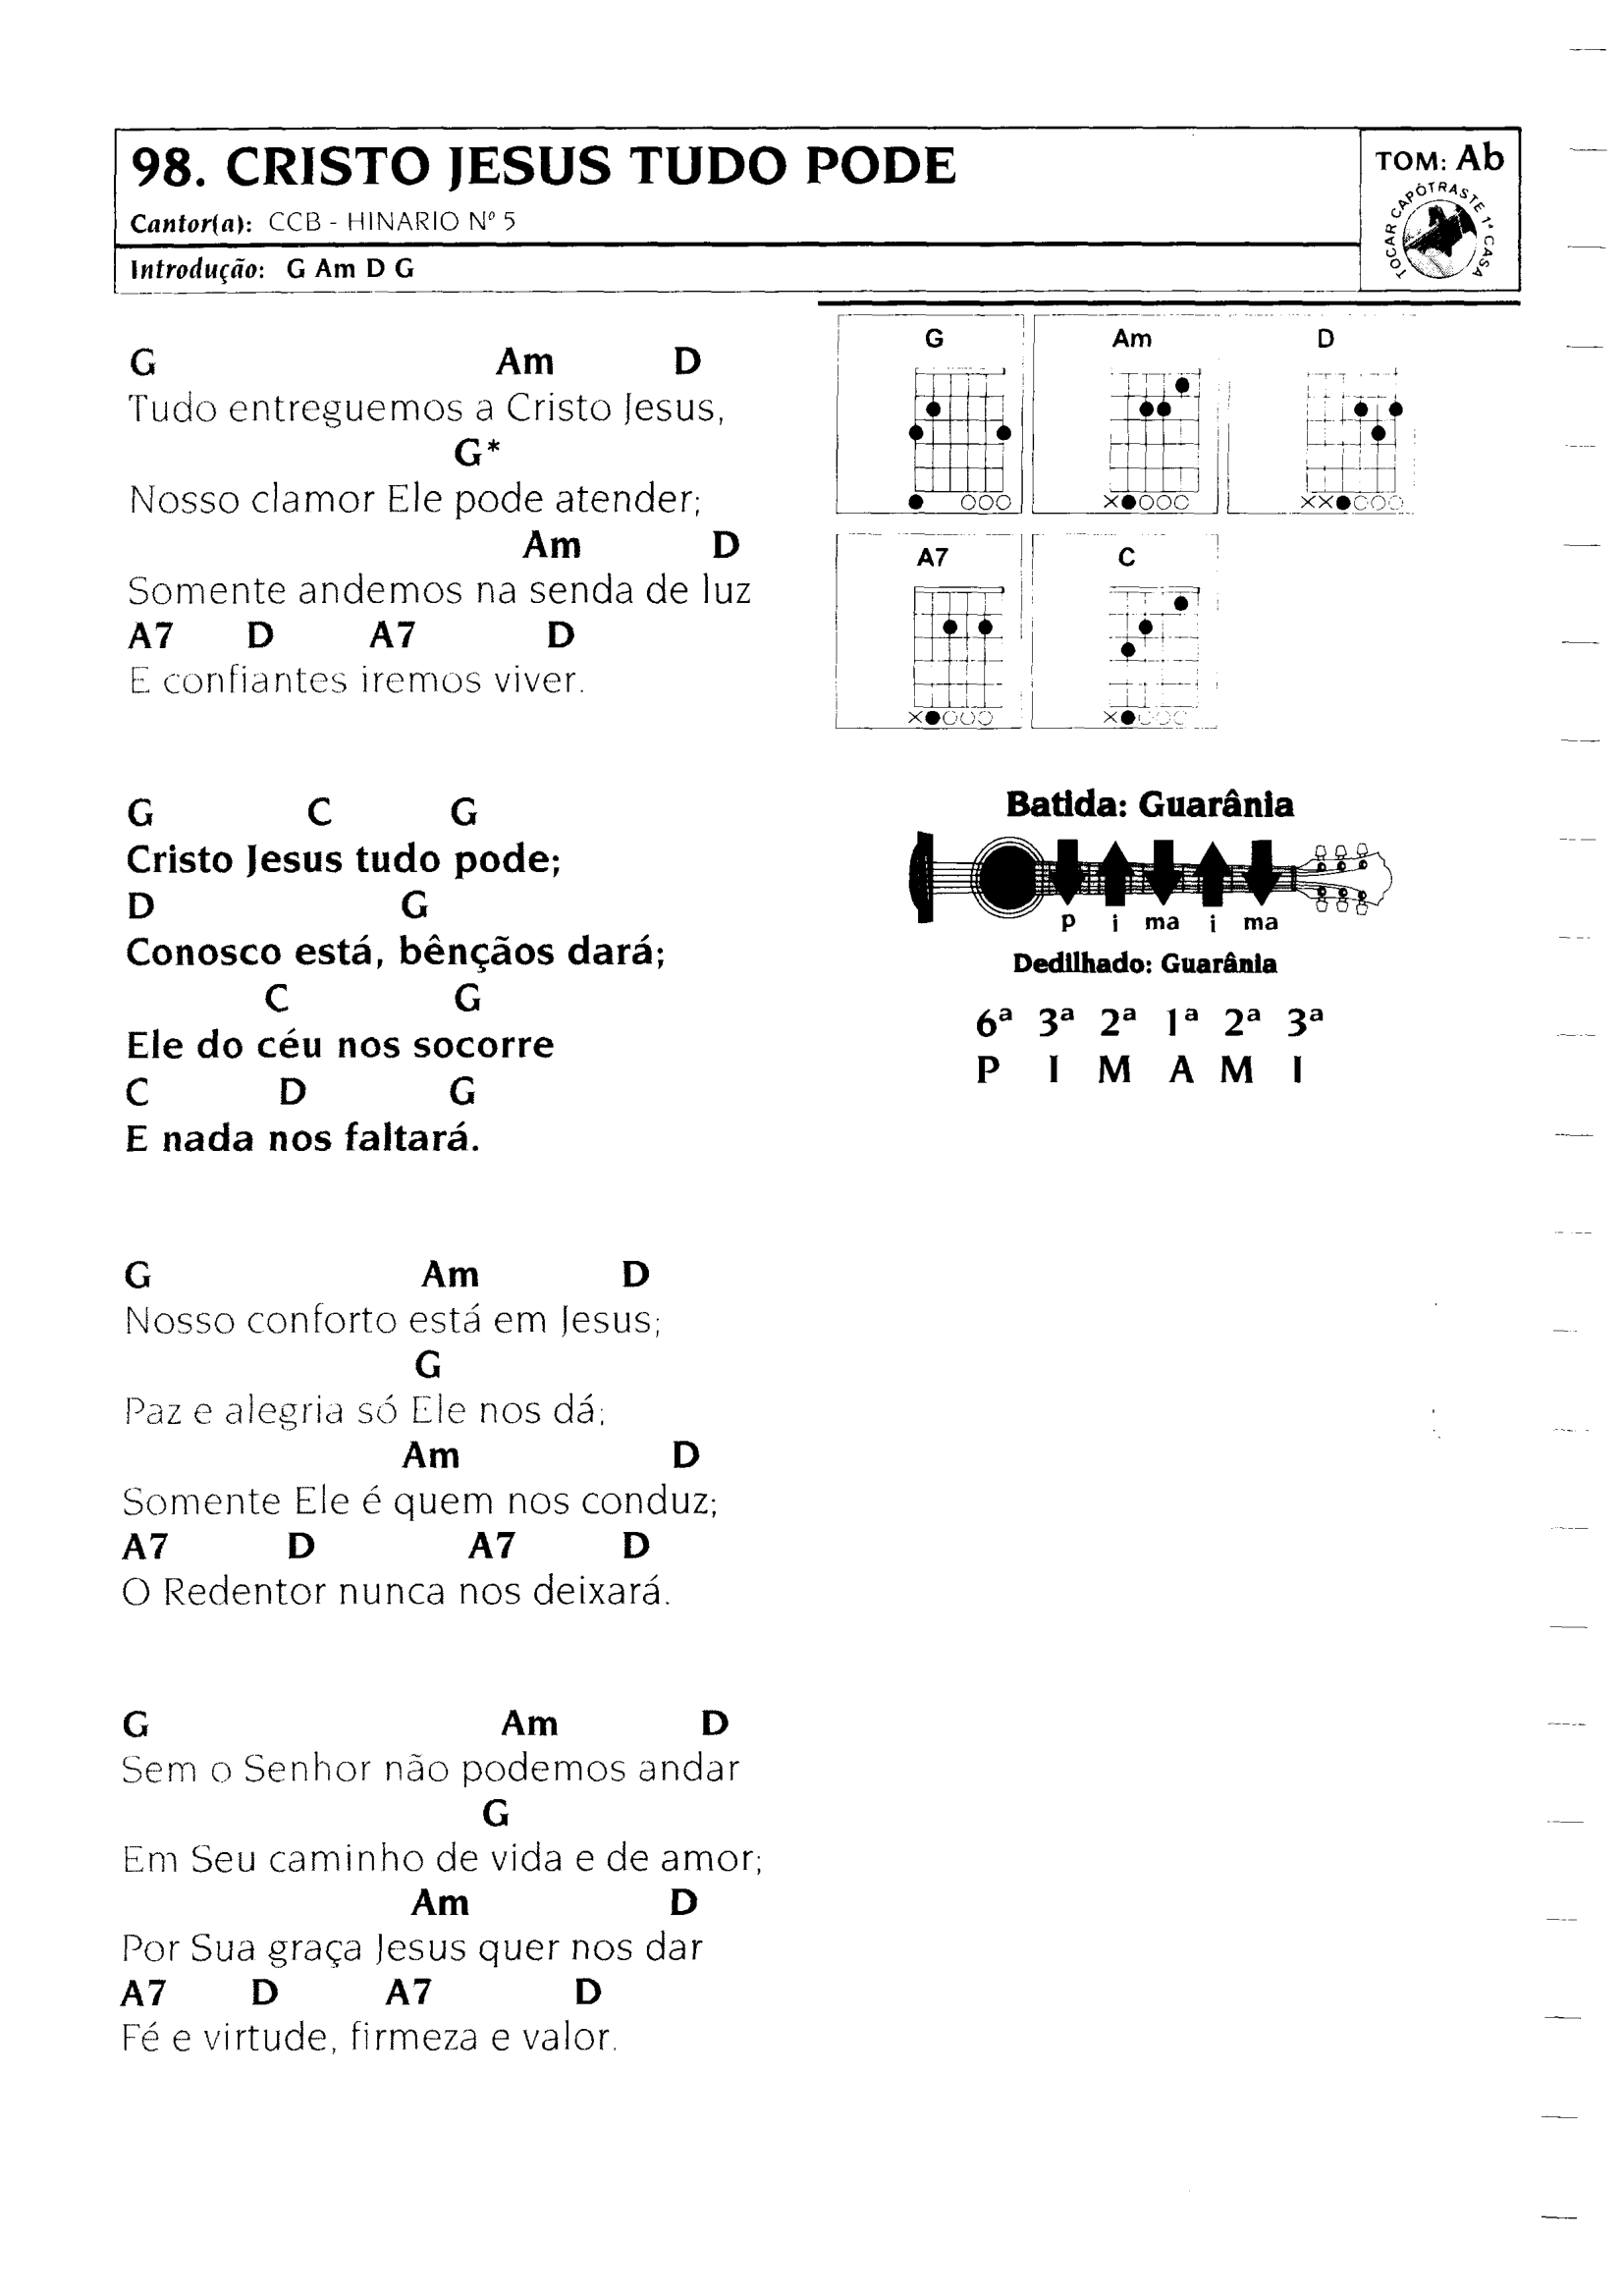 98. CRISTO JESUS TUDO PODE
Cantor(a): CCB - HINARIO Nº 5
Introdução: G Am D G
TOM: Ab
TOCAR CAPÓTRASTE 1ª CASA
G Am D
Tudo entreguemos a Cristo Jesus,
G*
Nosso clamor Ele pode atender;
Am D
Somente andemos na senda de luz
A7 D A7 D
E confiantes iremos viver.
G C G
Cristo Jesus tudo pode;
D G
Conosco está, bênçãos dará;
C G
Ele do céu nos socorre
C D G
E nada nos faltará.
G Am D
Nosso conforto está em Jesus;
G
Paz e alegria só Ele nos dá;
Am D
Somente Ele é quem nos conduz;
A7 D A7 D
O Redentor nunca nos deixará.
G Am D
Sem o Senhor não podemos andar
G
Em Seu caminho de vida e de amor;
Am D
Por Sua graça Jesus quer nos dar
A7 D A7 D
Fé e virtude, firmeza e valor.
G Am D
A7 C
Batida: Guarânia
p i ma i ma
Dedilhado: Guarânia
6ª 3ª 2ª 1ª 2ª 3ª
P I M A M I